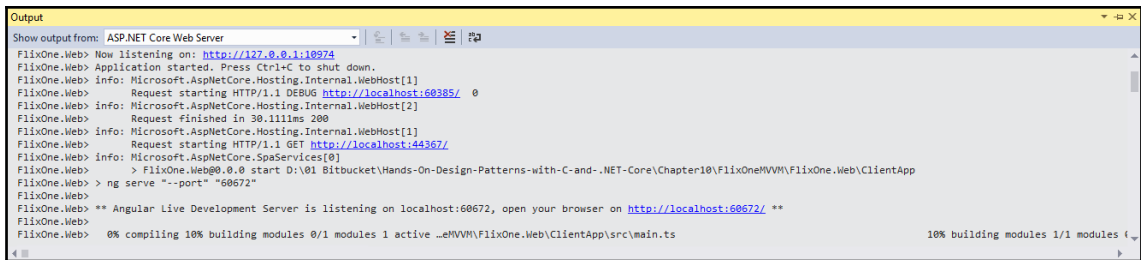 Output
Show output from: ASP.NET Core Web Server
FlixOne.Web> Now listening on: http://127.0.0.1:10974
FlixOne.Web> Application started. Press Ctrl+C to shut down.
FlixOne.Web> info: Microsoft.AspNetCore.Hosting.Internal.WebHost[1]
FlixOne.Web>       Request starting HTTP/1.1 DEBUG http://localhost:60385/  0
FlixOne.Web> info: Microsoft.AspNetCore.Hosting.Internal.WebHost[2]
FlixOne.Web>       Request finished in 30.1111ms 200
FlixOne.Web> info: Microsoft.AspNetCore.Hosting.Internal.WebHost[1]
FlixOne.Web>       Request starting HTTP/1.1 GET http://localhost:44367/
FlixOne.Web> info: Microsoft.AspNetCore.SpaServices[0]
FlixOne.Web>       > FlixOne.Web@0.0.0 start D:\01 Bitbucket\Hands-On-Design-Patterns-with-C-and-.NET-Core\Chapter10\FlixOneMVVM\FlixOne.Web\ClientApp
FlixOne.Web> > ng serve "--port" "60672"
FlixOne.Web>
FlixOne.Web> ** Angular Live Development Server is listening on localhost:60672, open your browser on http://localhost:60672/ **
FlixOne.Web>
FlixOne.Web>   0% compiling 10% building modules 0/1 modules 1 active …eMVVM\FlixOne.Web\ClientApp\src\main.ts 10% building modules 1/1 modules